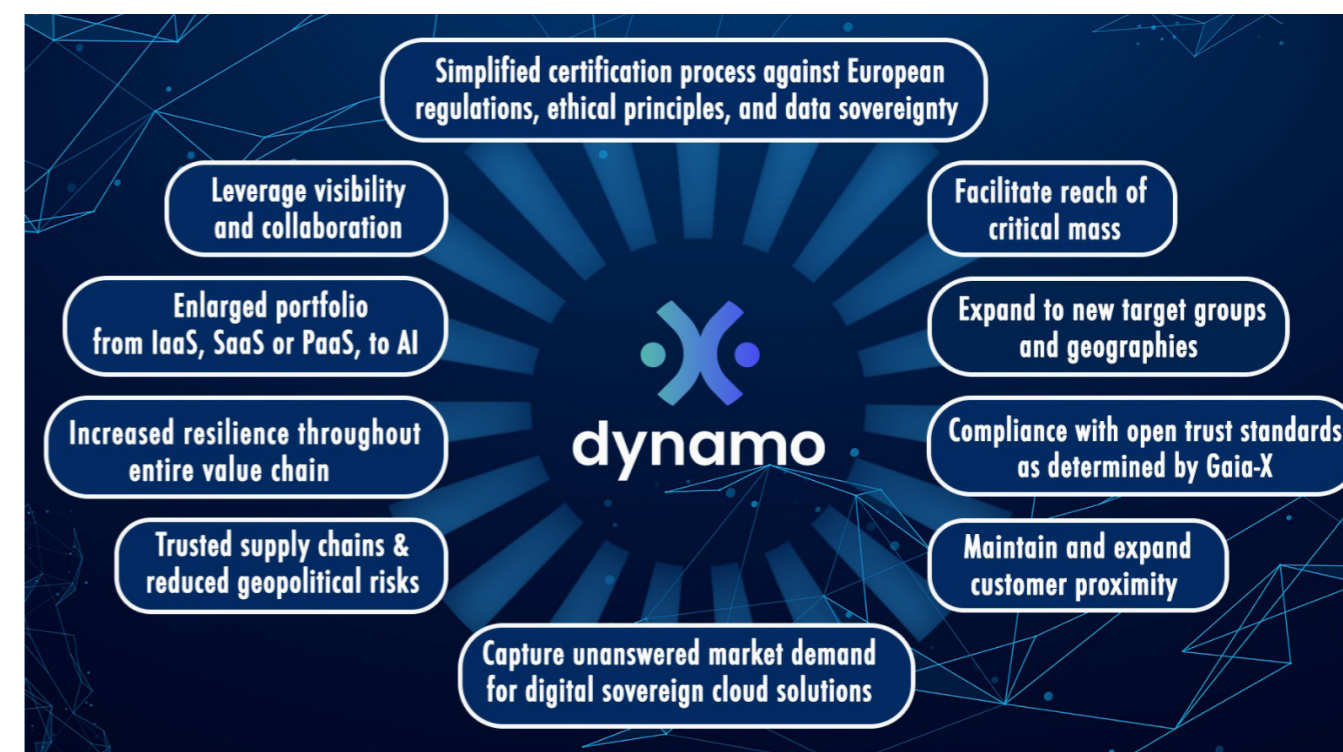 Simplified certification process against European
regulations, ethical principles, and data sovereignty
Leverage visibility
and collaboration
Facilitate reach of
critical mass
Enlarged portfolio
from IaaS, SaaS or PaaS, to AI
Expand to new target groups
and geographies
dynamo
Increased resilience throughout
entire value chain
Compliance with open trust standards
as determined by Gaia-X
Trusted supply chains &
reduced geopolitical risks
Maintain and expand
customer proximity
Capture unanswered market demand
for digital sovereign cloud solutions